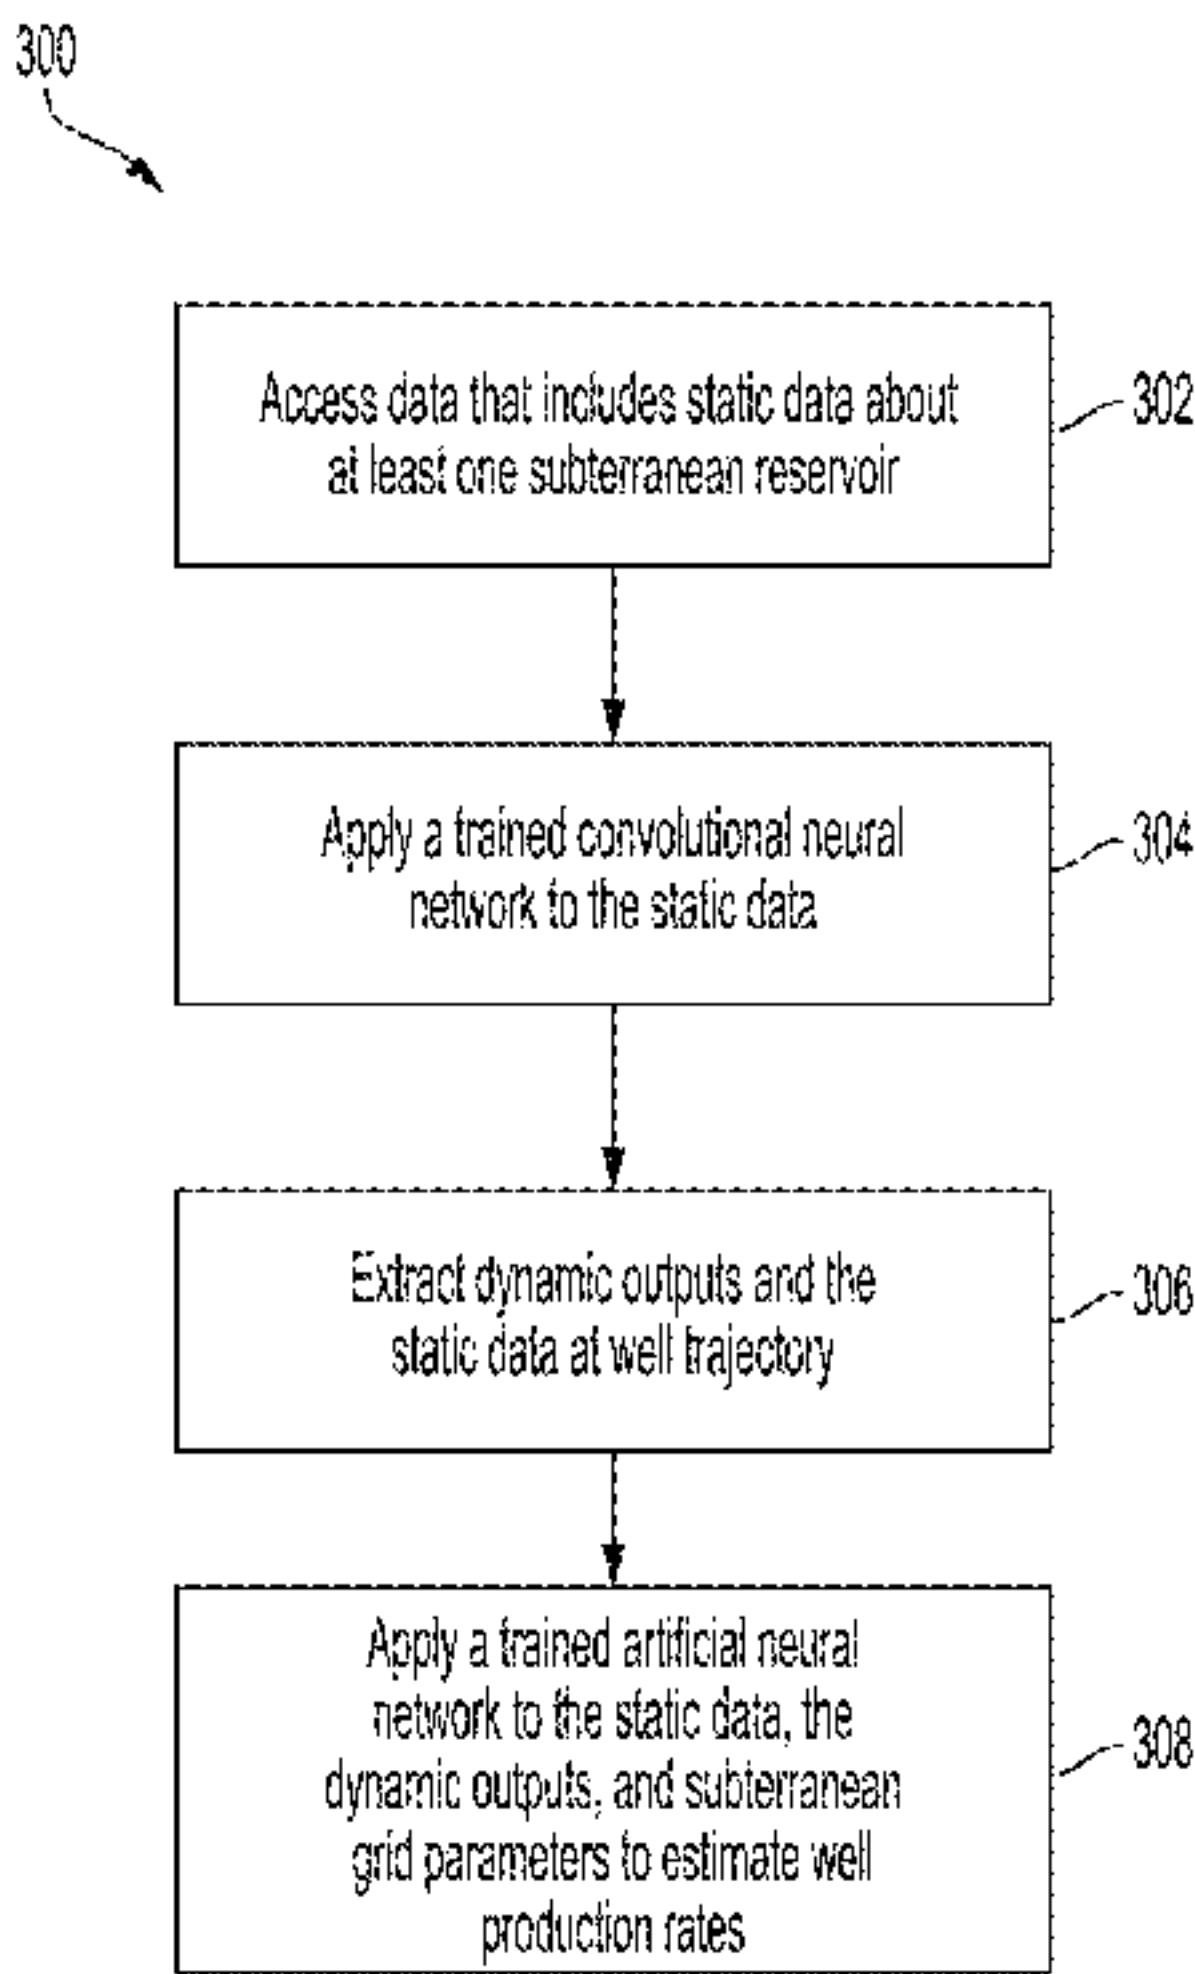 300
Access data that includes static data about
at least one subterranean reservoir
302
Apply a trained convolutional neural
network to the static data
304
Extract dynamic outputs and the
static data at well trajectory
306
Apply a trained artificial neural
network to the static data, the
dynamic outputs, and subterranean
grid parameters to estimate well
production rates
308